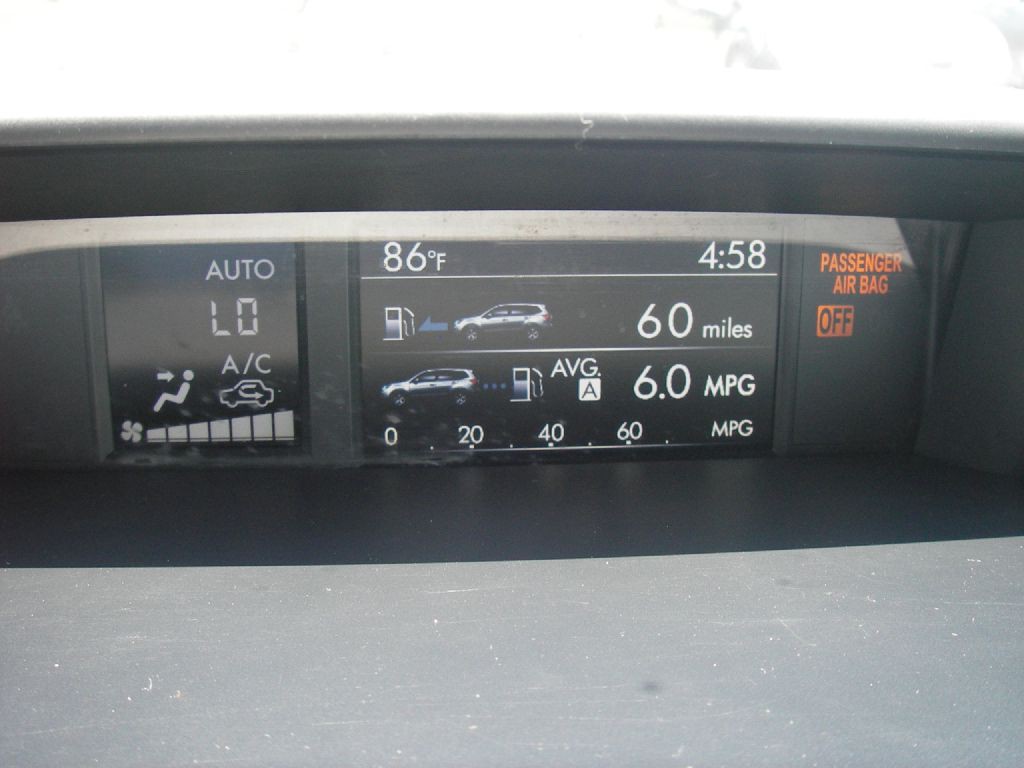 AUTO
LO
A/C
86°F 4:58
60 miles
AVG.
A 6.0 MPG
0 20 40 60 MPG
PASSENGER
AIR BAG
OFF